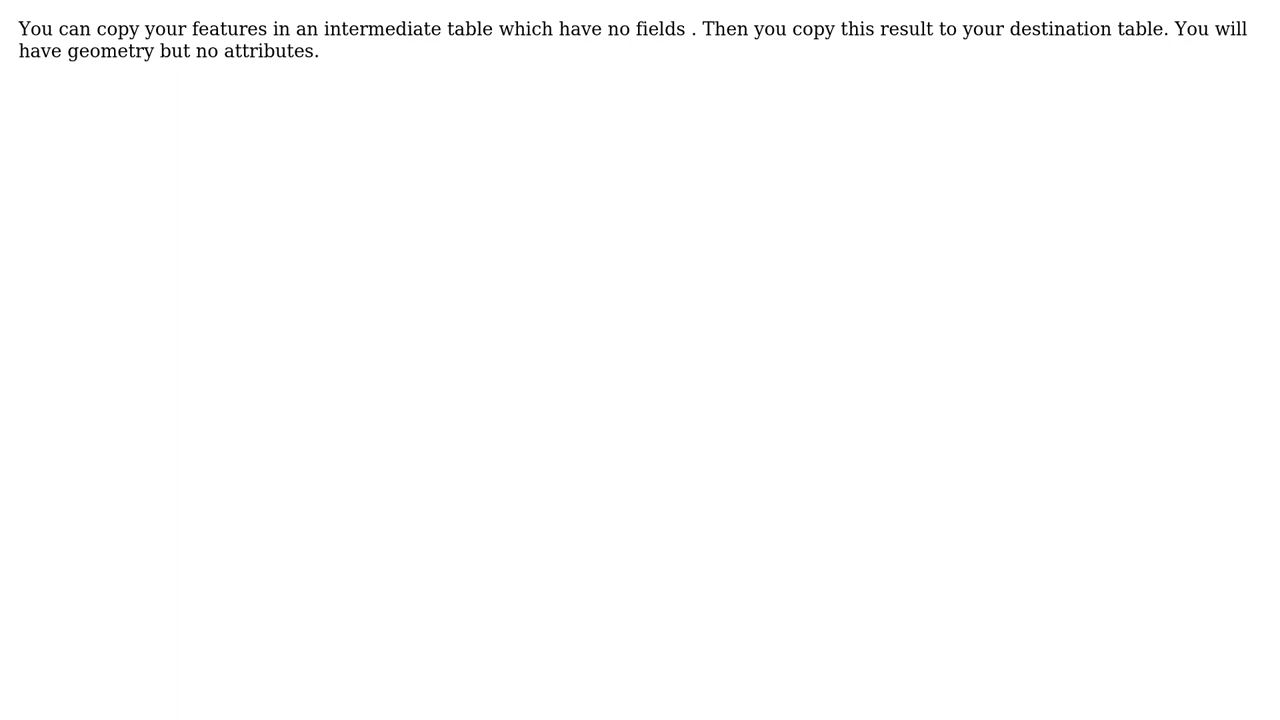 You can copy your features in an intermediate table which have no fields . Then you copy this result to your destination table. You will
have geometry but no attributes.